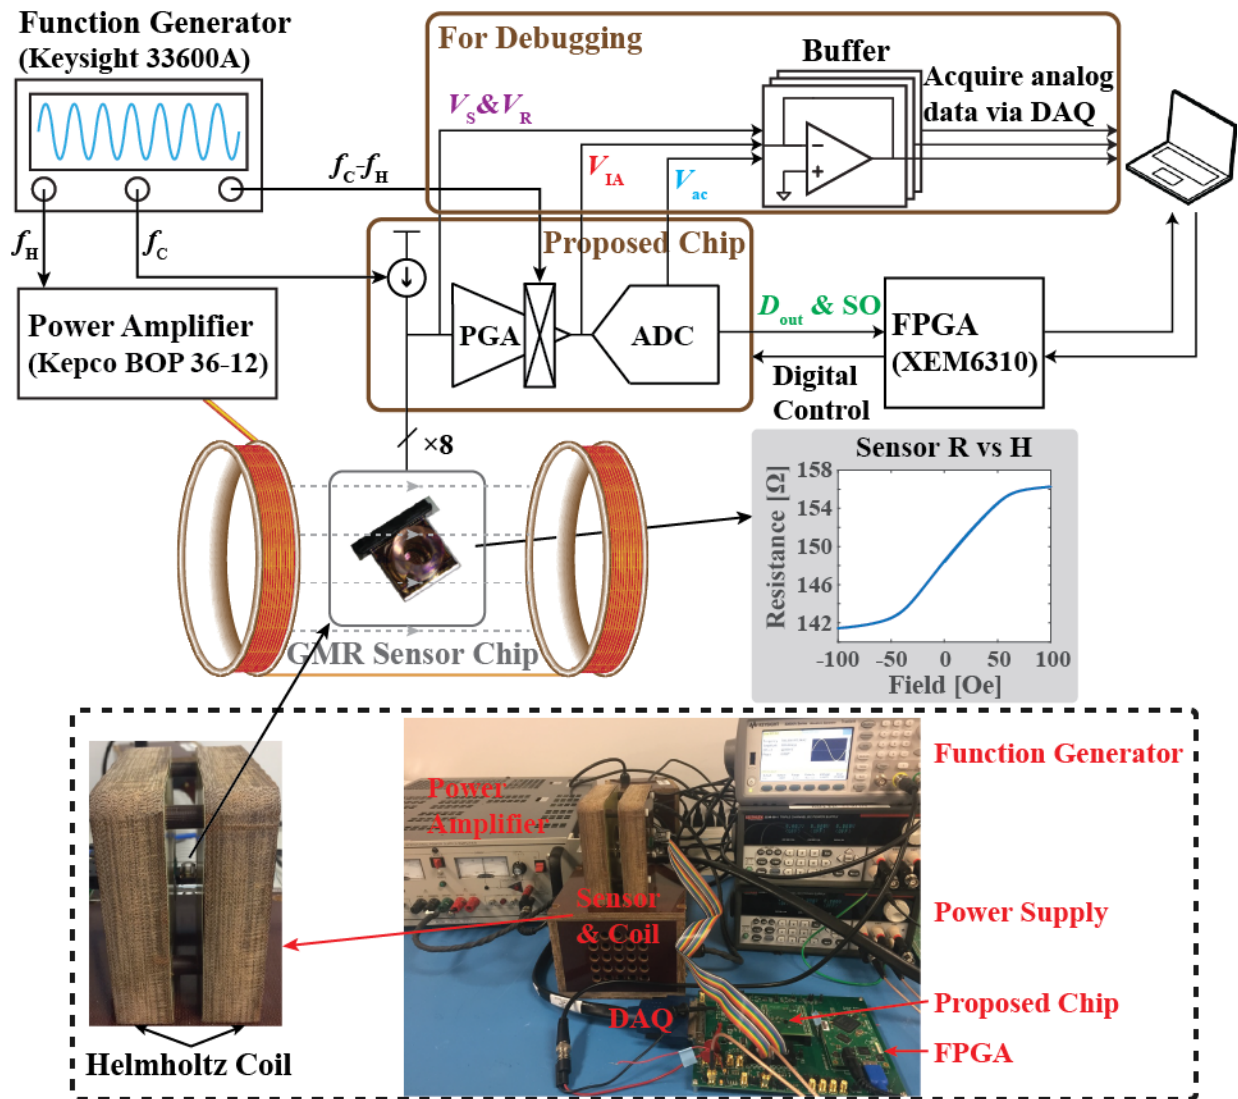 Function Generator
(Keysight 33600A)
For Debugging
Buffer
Acquire analog
data via DAQ
V_S&V_R
f_C-f_H
V_IA
V_ac
f_H
f_C
Proposed Chip
Power Amplifier
(Kepco BOP 36-12)
PGA
ADC
D_out & SO
FPGA
(XEM6310)
Digital
Control
×8
GMR Sensor Chip
Sensor R vs H
Resistance [Ω]
158
154
150
146
142
-100 -50 0 50 100
Field [Oe]
Helmholtz Coil
Power
Amplifier
Sensor
& Coil
DAQ
Function Generator
Power Supply
Proposed Chip
FPGA